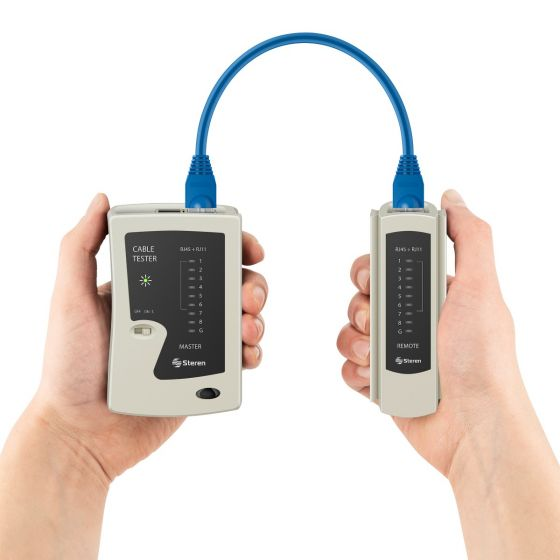 CABLE
TESTER
RJ45 + RJ11
1
2
3
4
5
6
7
8
G
OFF ON S
MASTER
Steren
RJ45 + RJ11
1
2
3
4
5
6
7
8
G
REMOTE
Steren